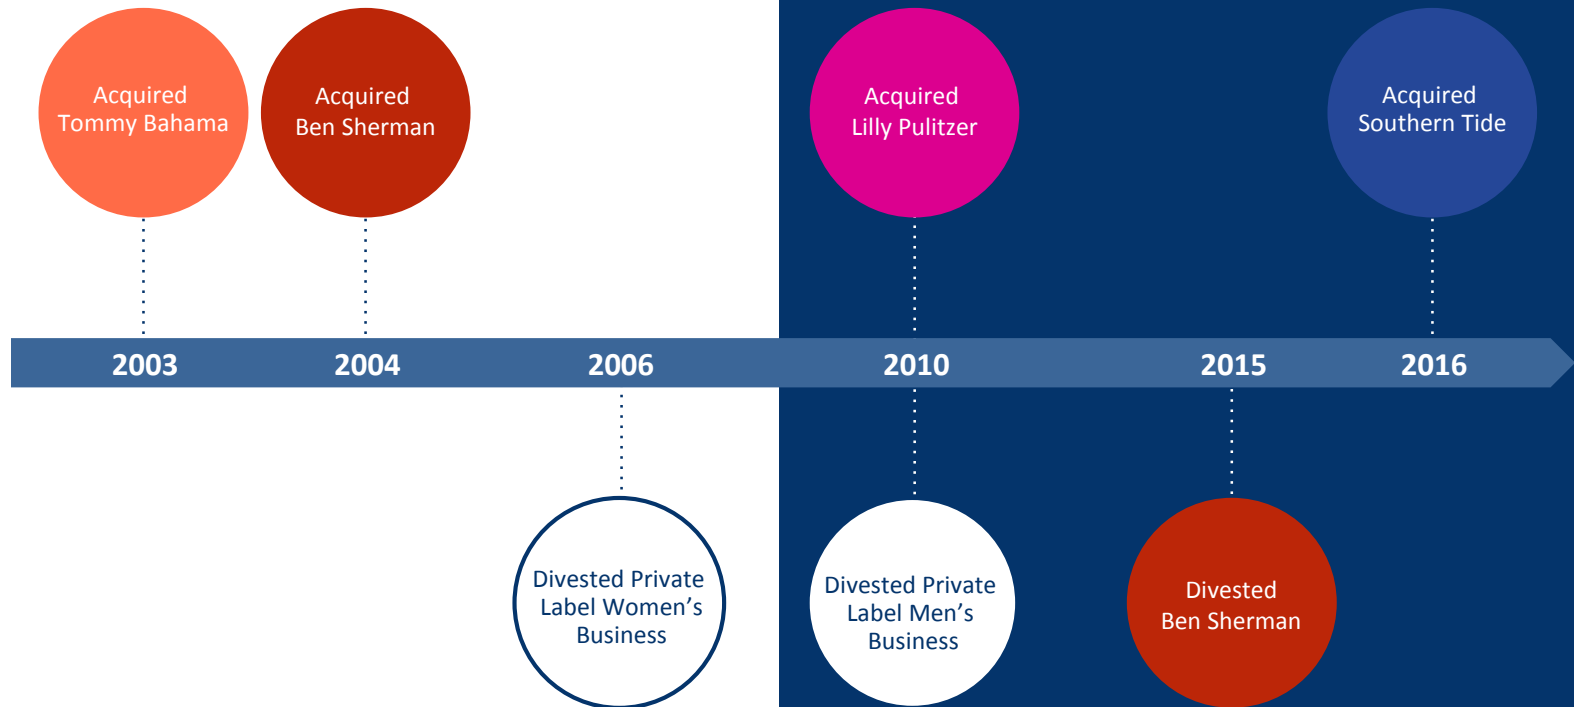 Acquired
Tommy Bahama
Acquired
Ben Sherman
Acquired
Lilly Pulitzer
Acquired
Southern Tide
2003
2004
2006
2010
2015
2016
Divested Private
Label Women’s
Business
Divested Private
Label Men’s
Business
Divested
Ben Sherman